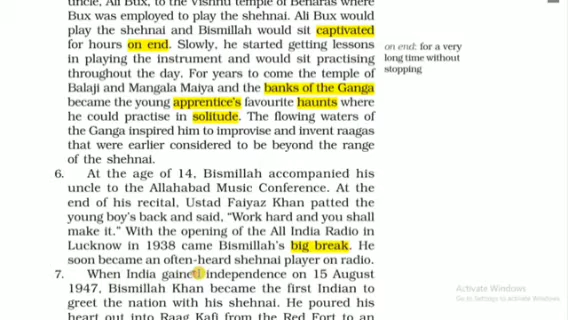 uncle, Ali Bux, to the Vishnu temple of Benaras where
Bux was employed to play the shehnai. Ali Bux would
play the shehnai and Bismillah would sit captivated
for hours on end. Slowly, he started getting lessons
in playing the instrument and would sit practising
throughout the day. For years to come the temple of
Balaji and Mangala Maiya and the banks of the Ganga
became the young apprentice's favourite haunts where
he could practise in solitude. The flowing waters of
the Ganga inspired him to improvise and invent raagas
that were earlier considered to be beyond the range
of the shehnai.
on end: for a very
long time without
stopping
6. At the age of 14, Bismillah accompanied his
uncle to the Allahabad Music Conference. At the
end of his recital, Ustad Faiyaz Khan patted the
young boy's back and said, "Work hard and you shall
make it." With the opening of the All India Radio in
Lucknow in 1938 came Bismillah's big break. He
soon became an often-heard shehnai player on radio.
7. When India gained independence on 15 August
1947, Bismillah Khan became the first Indian to
greet the nation with his shehnai. He poured his
heart out into Raag Kafi from the Red Fort to an
Activate Windows
Go to Settings to activate Windows